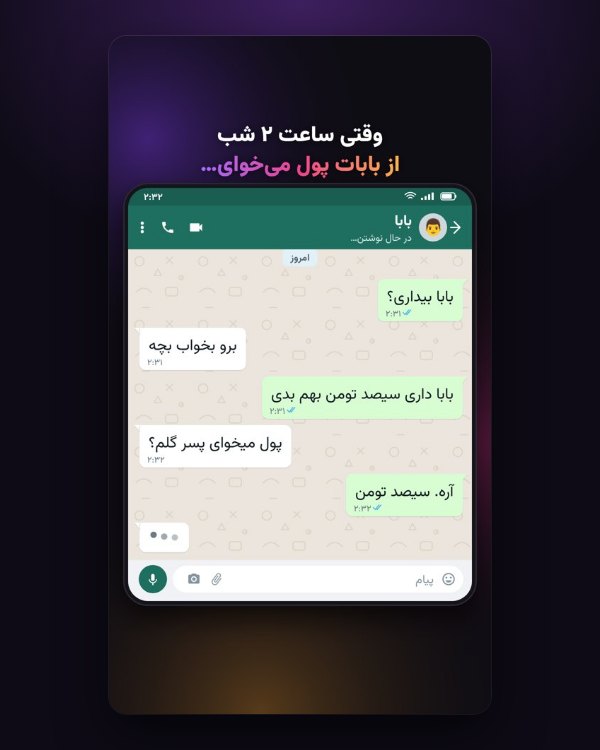 وقتی ساعت ۲ شب
از بابات پول می‌خوای...
۲:۳۲
بابا
در حال نوشتن...
امروز
بابا بیداری؟
۲:۳۱
برو بخواب بچه
۲:۳۱
بابا داری سیصد تومن بهم بدی
۲:۳۱
پول میخوای پسر گلم؟
۲:۳۲
آره. سیصد تومن
۲:۳۲
پیام